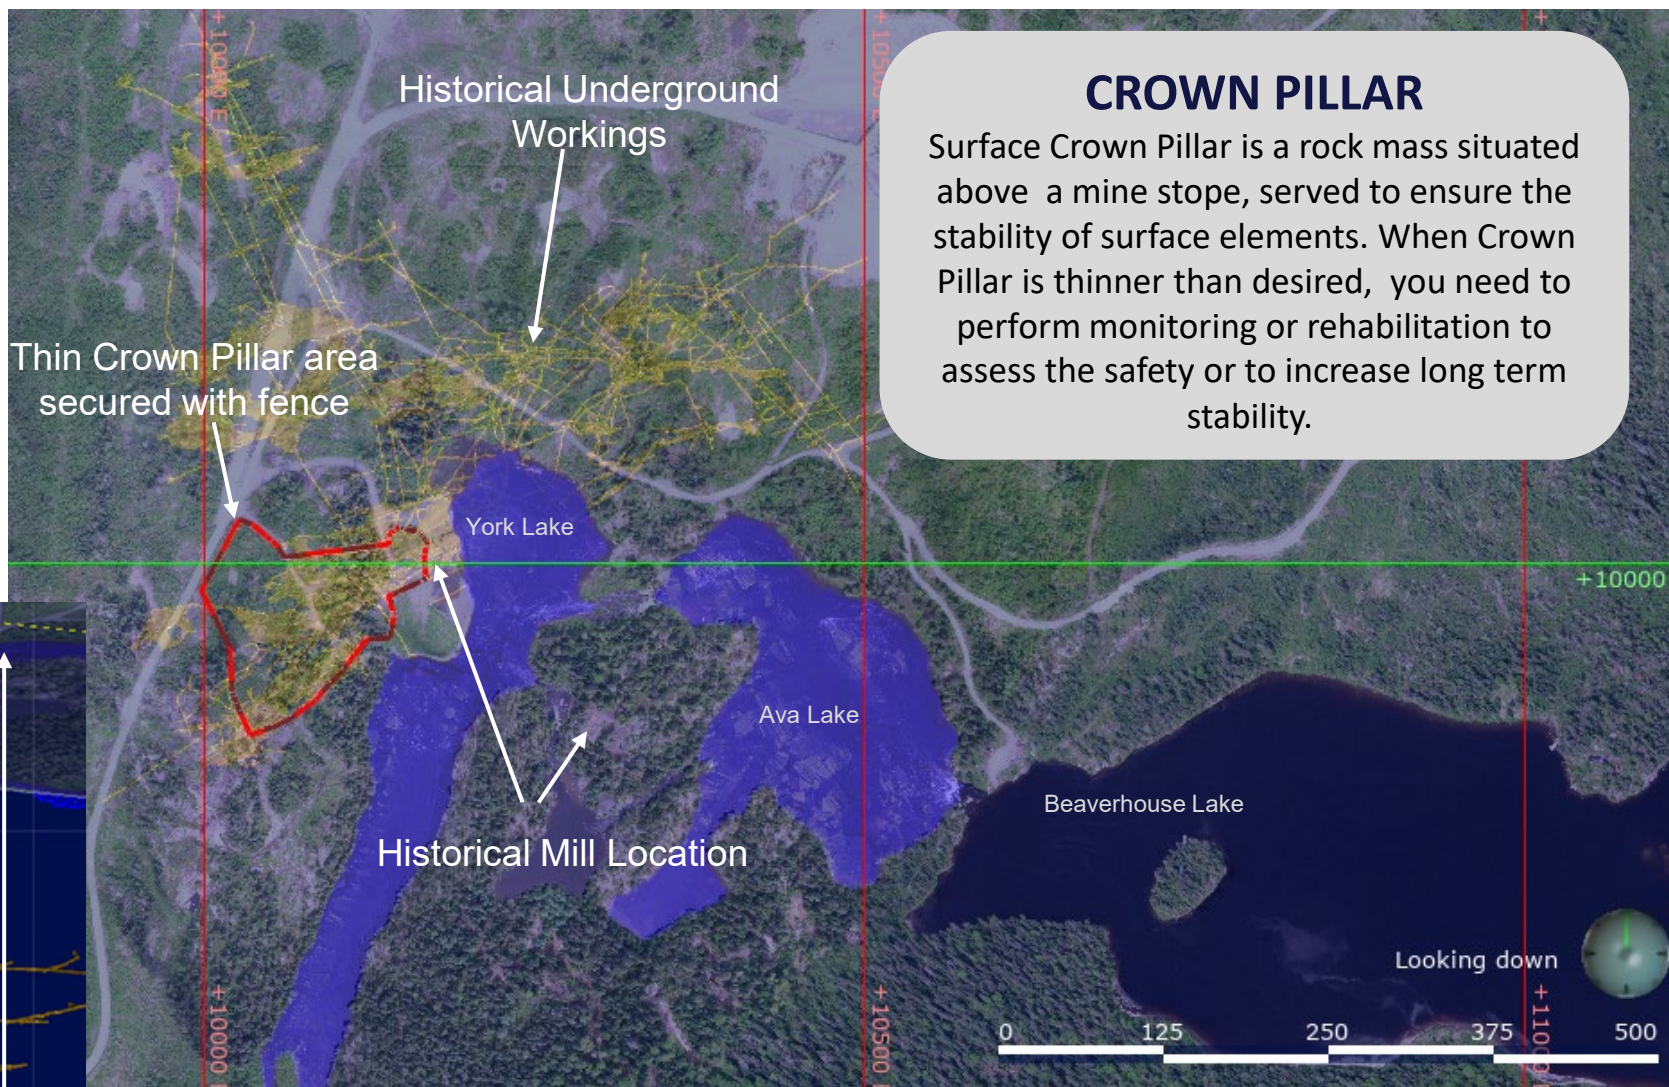 +10000 E
+10500 E
Historical Underground
Workings
CROWN PILLAR
Surface Crown Pillar is a rock mass situated
above a mine stope, served to ensure the
stability of surface elements. When Crown
Pillar is thinner than desired, you need to
perform monitoring or rehabilitation to
assess the safety or to increase long term
stability.
Thin Crown Pillar area
secured with fence
York Lake
+10000
Ava Lake
Beaverhouse Lake
Historical Mill Location
Looking down
+10000
+10500
+11000
0 125 250 375 500